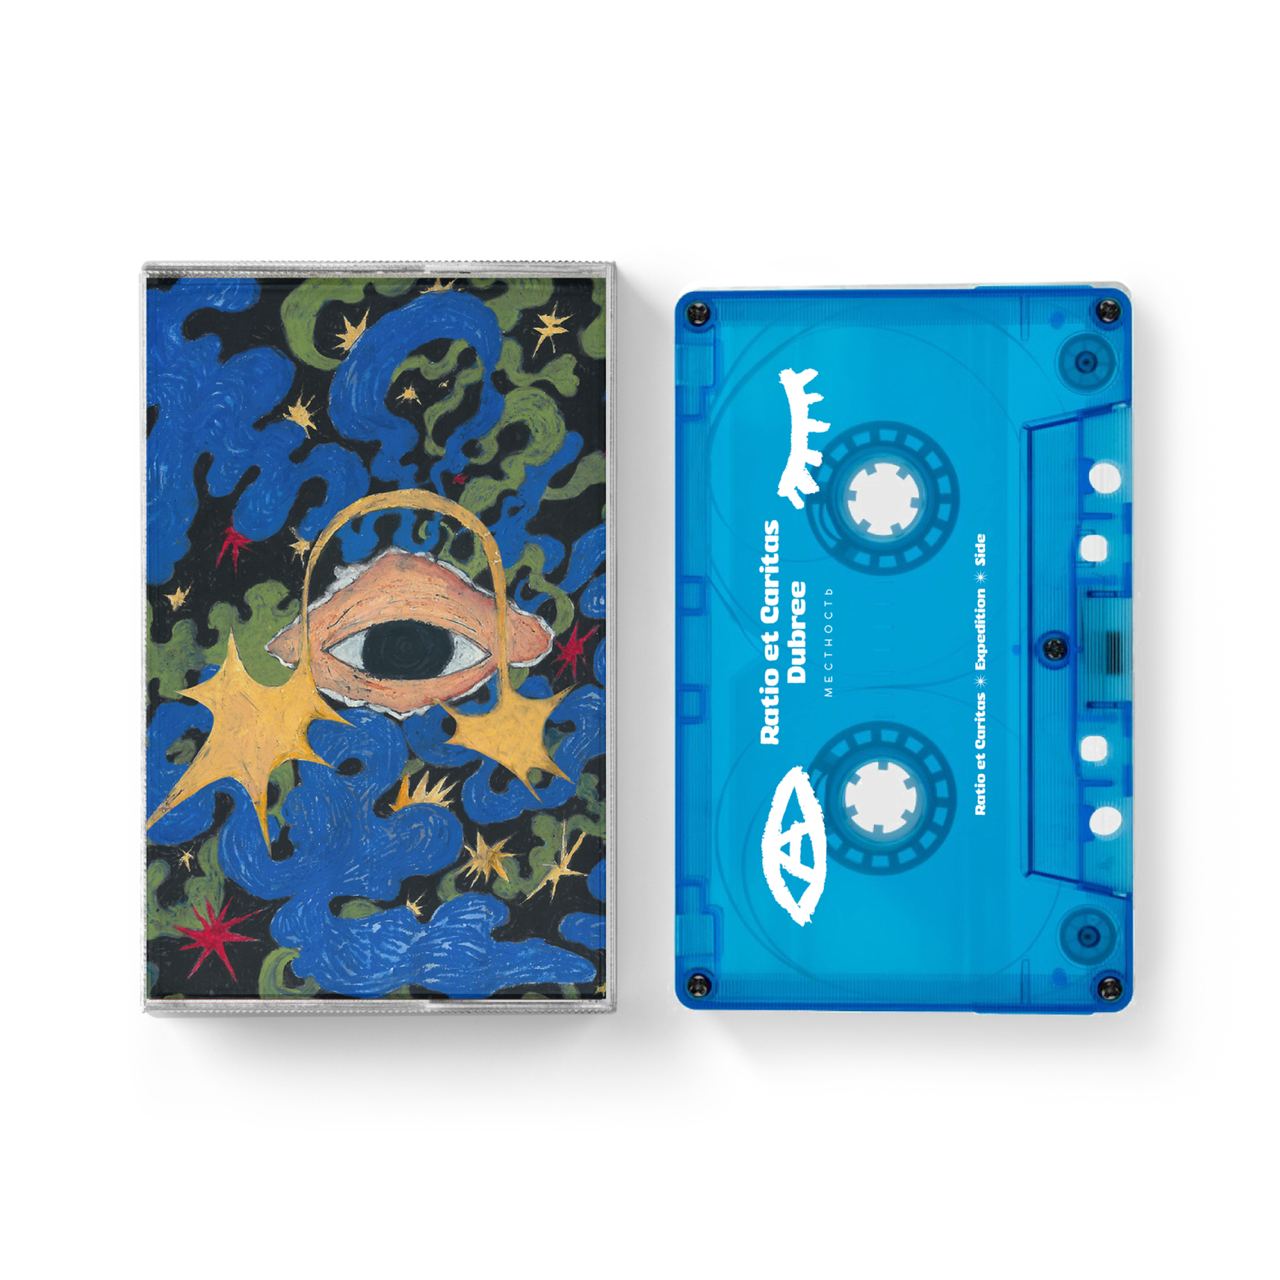 Ratio et Caritas
Dubree
МЕСТНОСТЬ
A
Ratio et Caritas ✴ Expedition ✴ Side